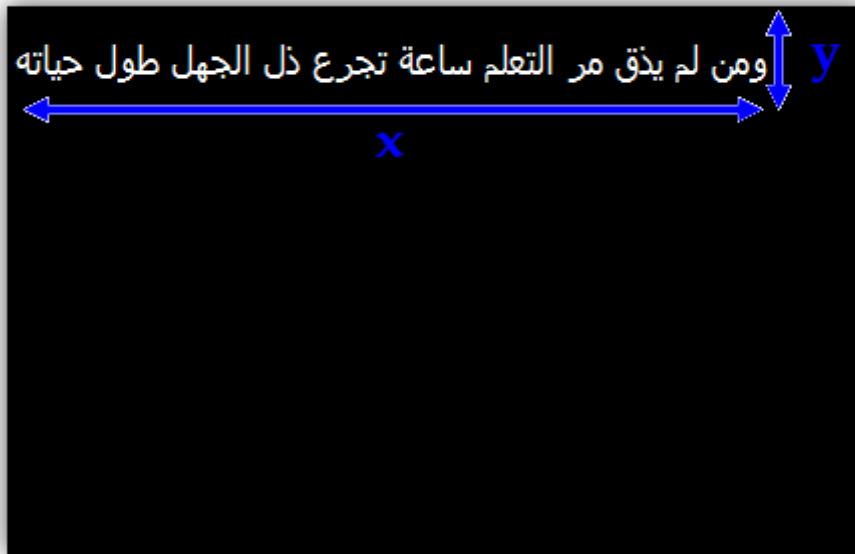 ومن لم يذق مر التعلم ساعة تجرع ذل الجهل طول حياته
y
x